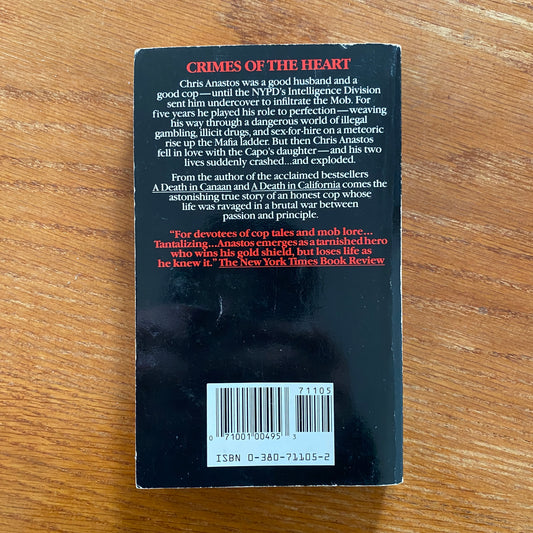 CRIMES OF THE HEART
Chris Anastos was a good husband and a
good cop—until the NYPD's Intelligence Division
sent him undercover to infiltrate the Mob. For
five years he played his role to perfection—weaving
his way through a dangerous world of illegal
gambling, illicit drugs, and sex-for-hire on a meteoric
rise up the Mafia ladder. But then Chris Anastos
fell in love with the Capo's daughter—and his two
lives suddenly crashed...and exploded.
From the author of the acclaimed bestsellers
A Death in Canaan and A Death in California comes the
astonishing true story of an honest cop whose
life was ravaged in a brutal war between
passion and principle.
"For devotees of cop tales and mob lore...
Tantalizing...Anastos emerges as a tarnished hero
who wins his gold shield, but loses life as
he knew it." The New York Times Book Review
71105
0 71001 00495 3
ISBN 0-380-71105-2